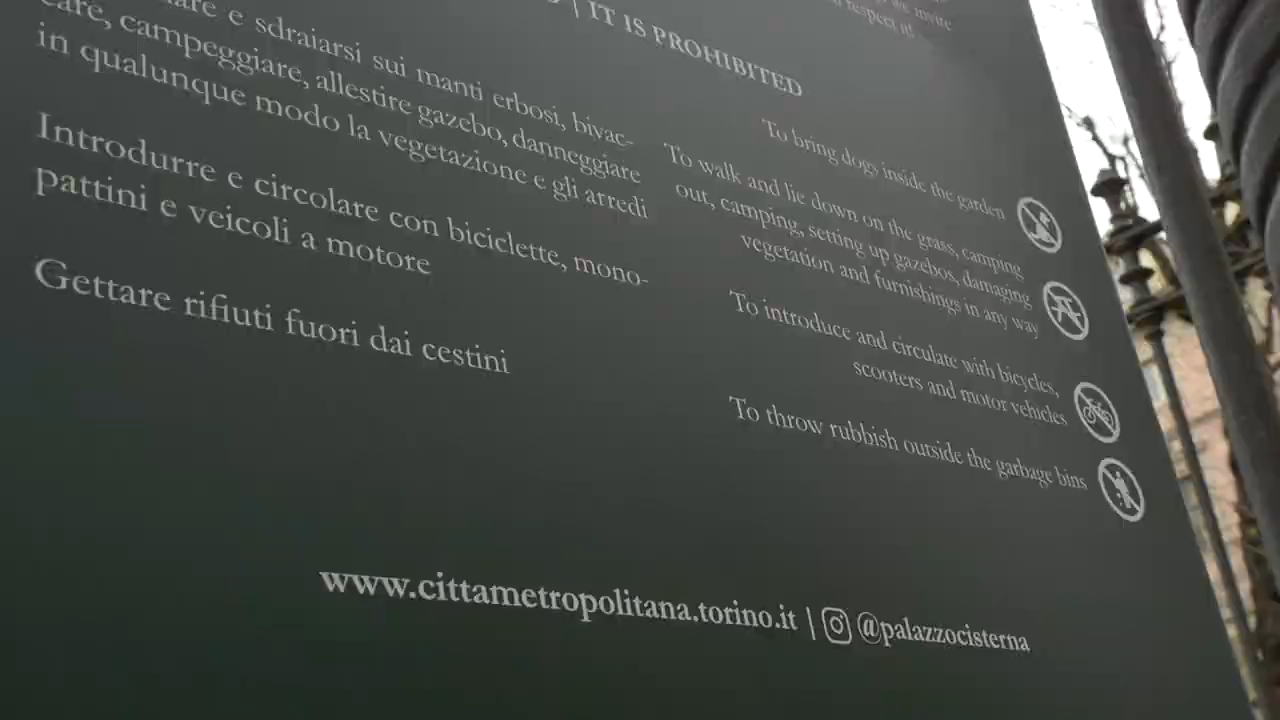 e sdraiarsi sui manti erbosi, bivac-
care, campeggiare, allestire gazebo, danneggiare
in qualunque modo la vegetazione e gli arredi
Introdurre e circolare con biciclette, mono-
pattini e veicoli a motore
Gettare rifiuti fuori dai cestini
invite
respect it!
| IT IS PROHIBITED
To bring dogs inside the garden
To walk and lie down on the grass, camping
out, camping, setting up gazebos, damaging
vegetation and furnishings in any way
To introduce and circulate with bicycles,
scooters and motor vehicles
To throw rubbish outside the garbage bins
www.cittametropolitana.torino.it | @palazzocisterna